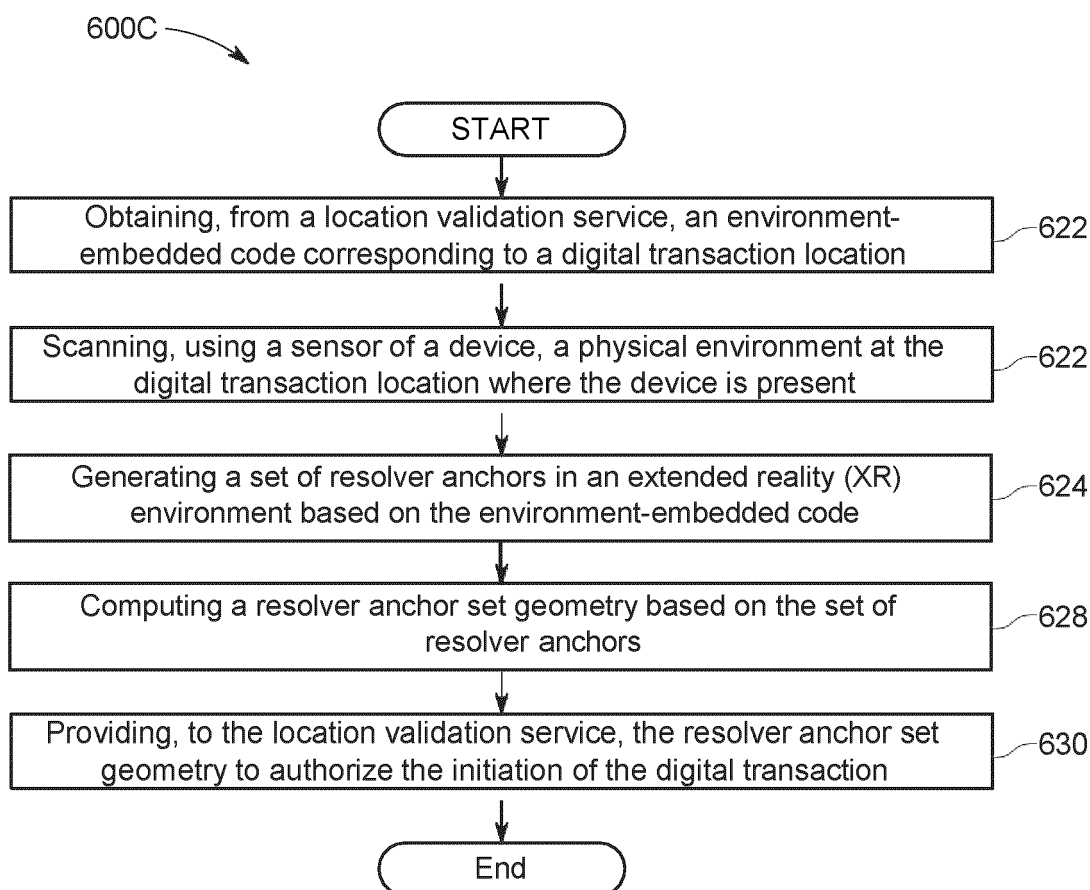 600C
START
Obtaining, from a location validation service, an environment-
embedded code corresponding to a digital transaction location
622
Scanning, using a sensor of a device, a physical environment at the
digital transaction location where the device is present
622
Generating a set of resolver anchors in an extended reality (XR)
environment based on the environment-embedded code
624
Computing a resolver anchor set geometry based on the set of
resolver anchors
628
Providing, to the location validation service, the resolver anchor set
geometry to authorize the initiation of the digital transaction
630
End